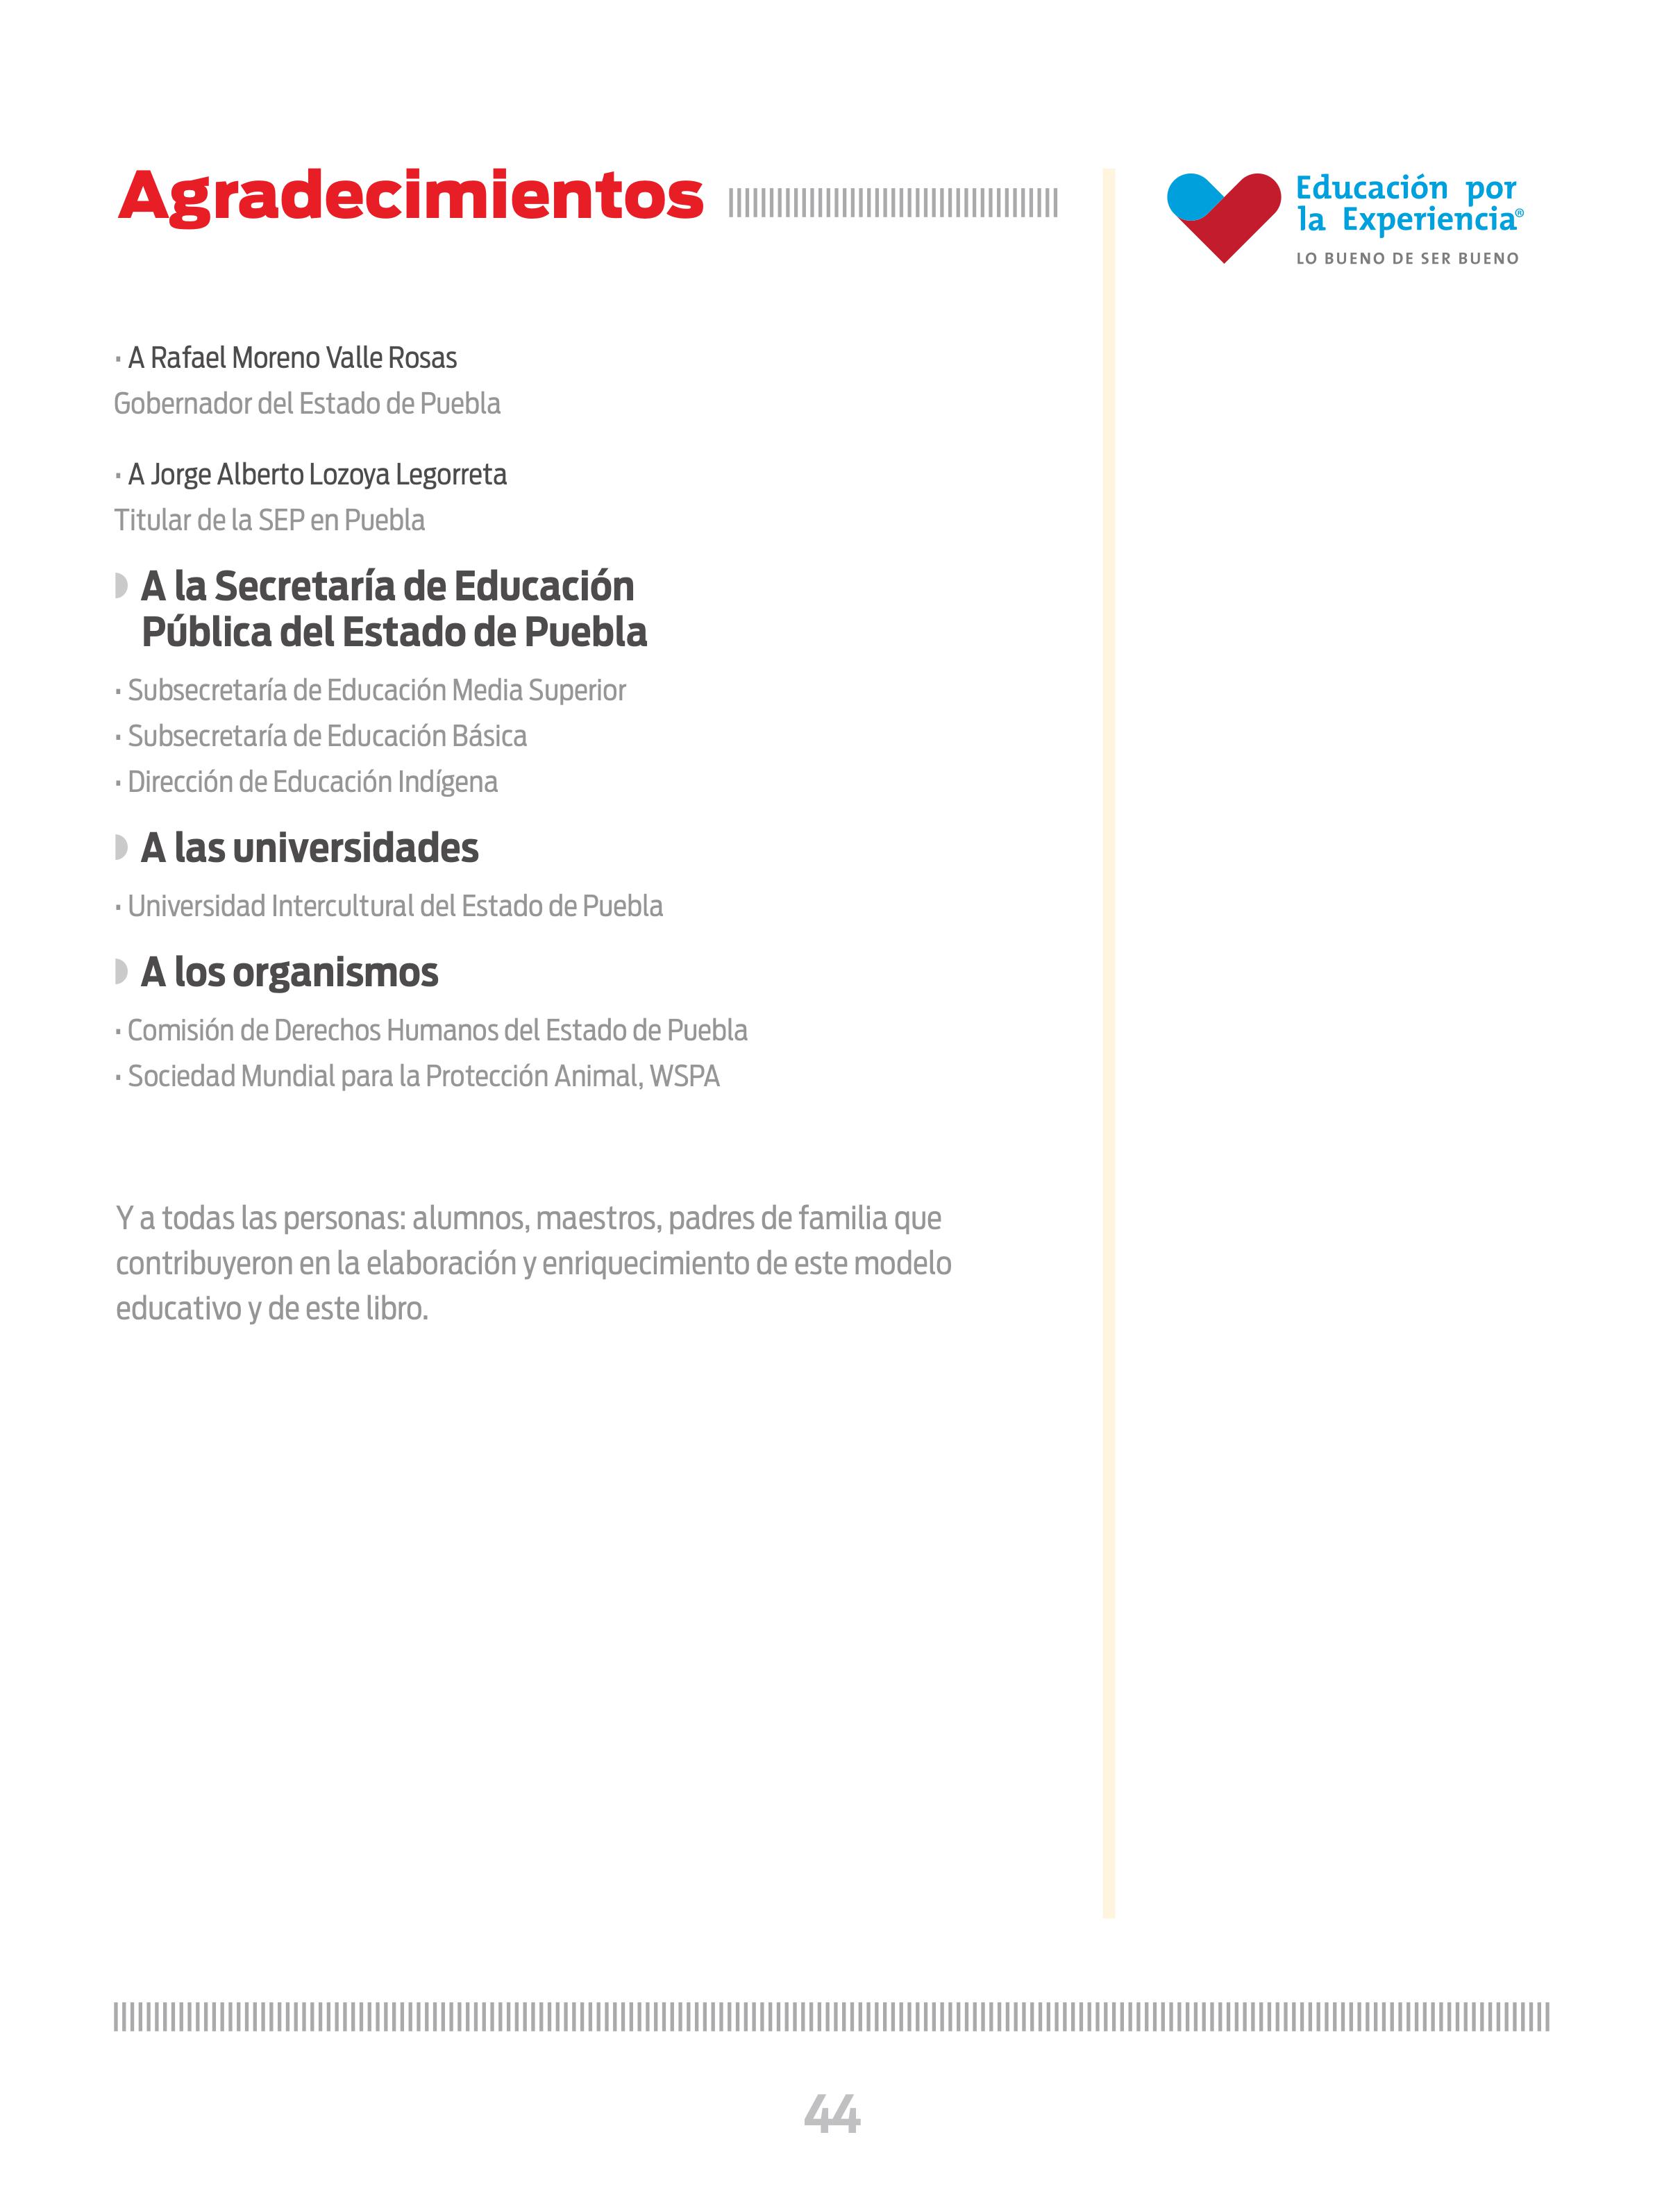 Agradecimientos
Educación por
la Experiencia®
LO BUENO DE SER BUENO
· A Rafael Moreno Valle Rosas
Gobernador del Estado de Puebla
· A Jorge Alberto Lozoya Legorreta
Titular de la SEP en Puebla
A la Secretaría de Educación
Pública del Estado de Puebla
· Subsecretaría de Educación Media Superior
· Subsecretaría de Educación Básica
· Dirección de Educación Indígena
A las universidades
· Universidad Intercultural del Estado de Puebla
A los organismos
· Comisión de Derechos Humanos del Estado de Puebla
· Sociedad Mundial para la Protección Animal, WSPA
Y a todas las personas: alumnos, maestros, padres de familia que
contribuyeron en la elaboración y enriquecimiento de este modelo
educativo y de este libro.
44